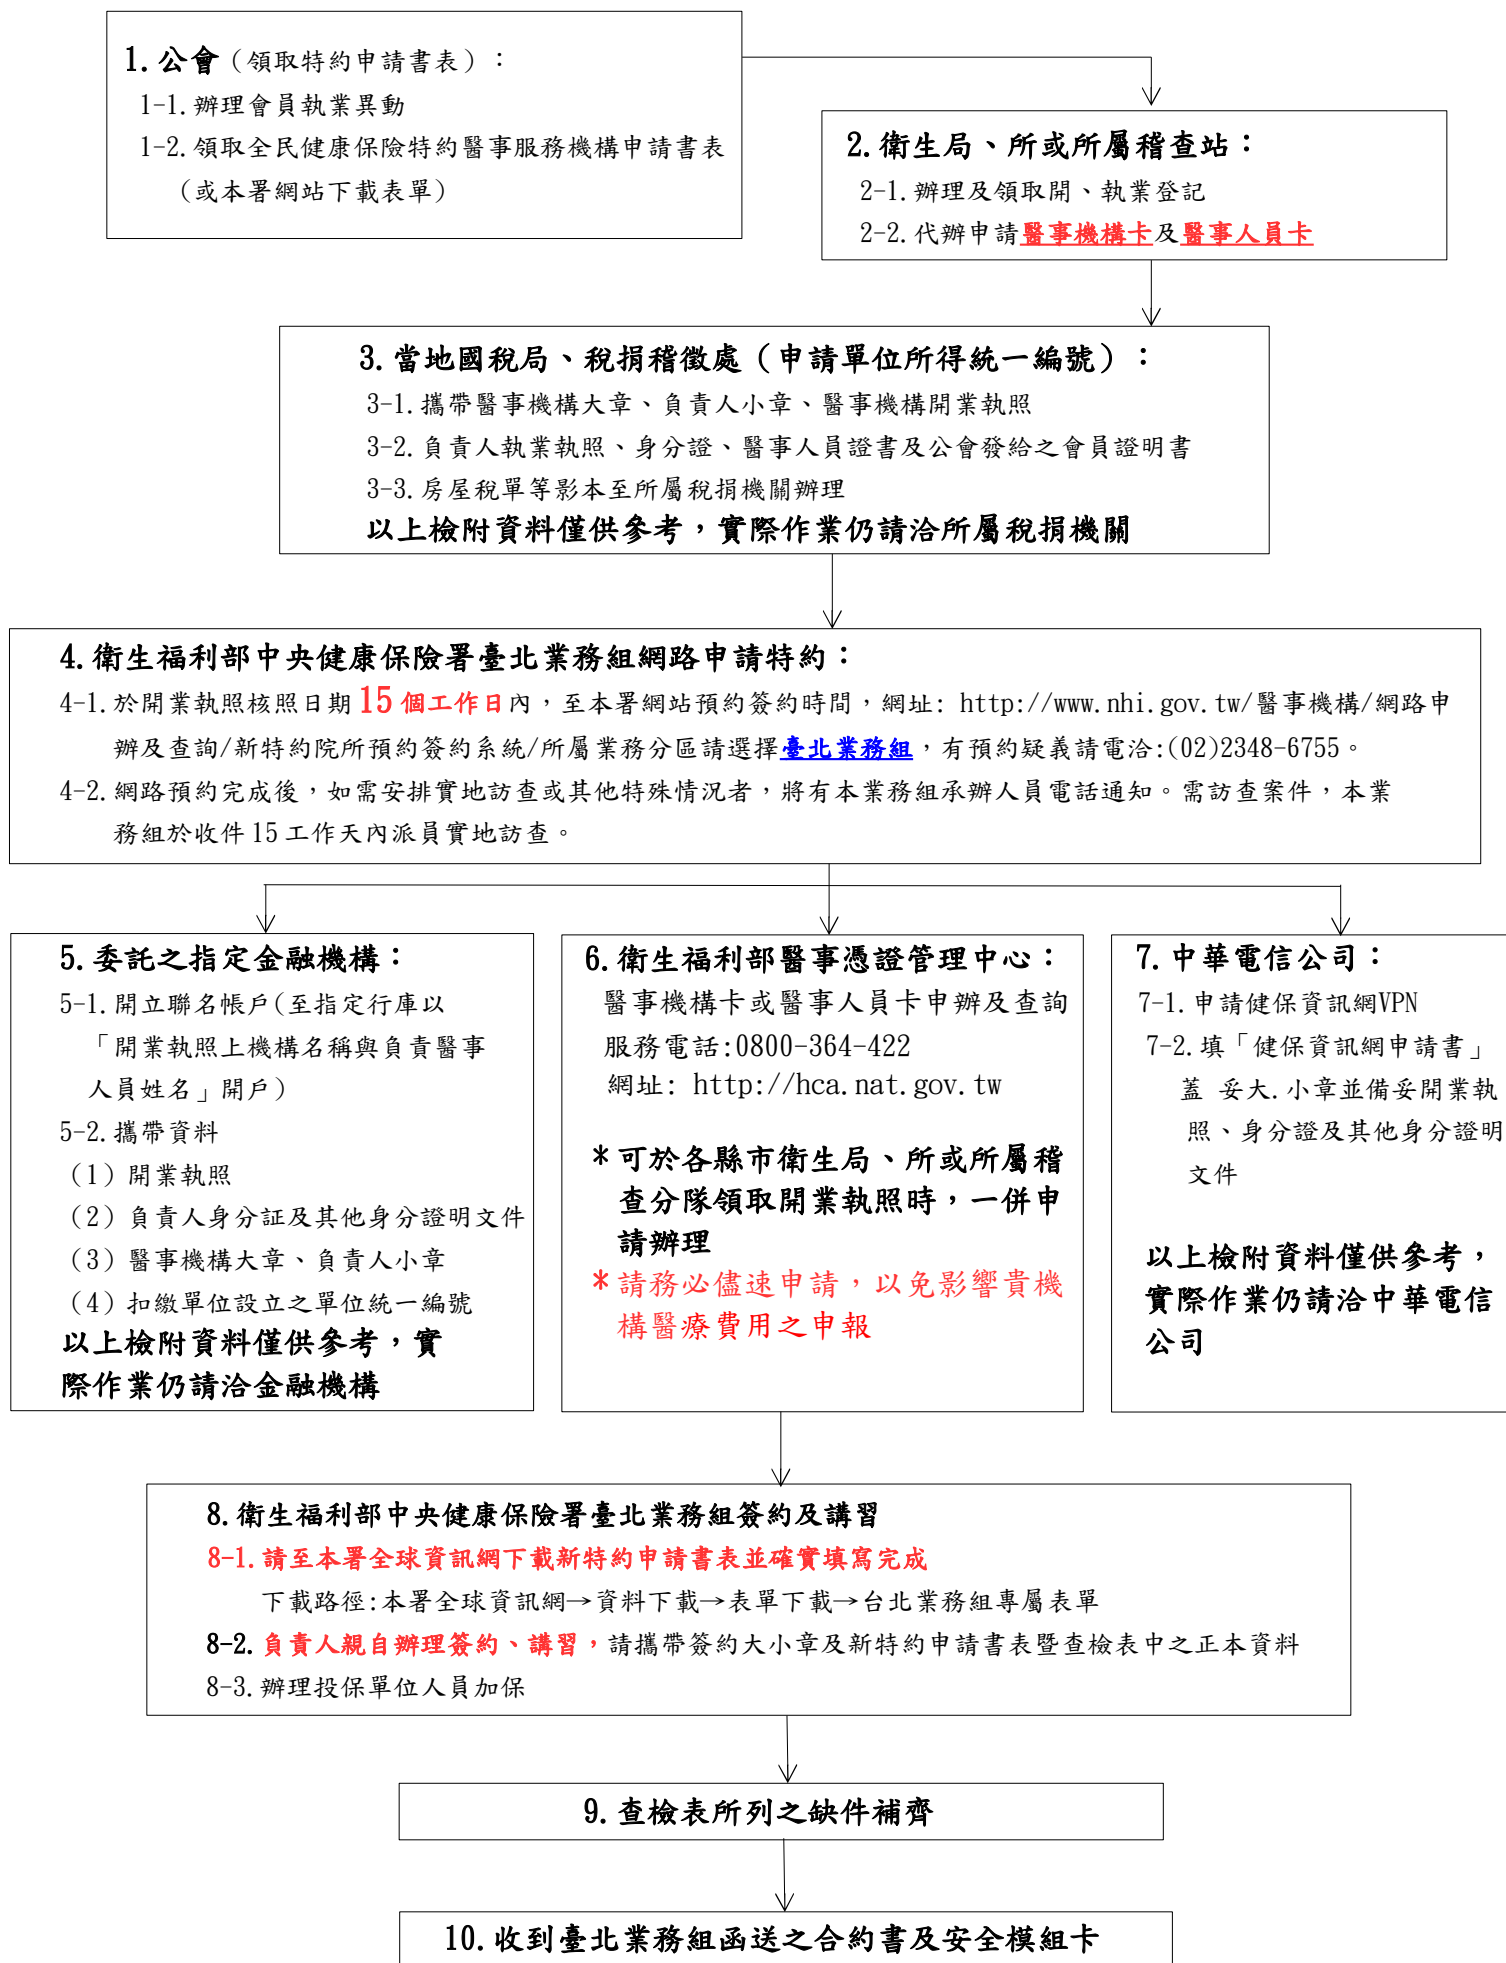 1.公會（領取特約申請書表）：
1-1.辦理會員執業異動
1-2.領取全民健康保險特約醫事服務機構申請書表
（或本署網站下載表單）
2.衛生局、所或所屬稽查站：
2-1.辦理及領取開、執業登記
2-2.代辦申請醫事機構卡及醫事人員卡
3.當地國稅局、稅捐稽徵處（申請單位所得統一編號）：
3-1.攜帶醫事機構大章、負責人小章、醫事機構開業執照
3-2.負責人執業執照、身分證、醫事人員證書及公會發給之會員證明書
3-3.房屋稅單等影本至所屬稅捐機關辦理
以上檢附資料僅供參考，實際作業仍請洽所屬稅捐機關
4.衛生福利部中央健康保險署臺北業務組網路申請特約：
4-1.於開業執照核照日期15個工作日內，至本署網站預約簽約時間，網址: http://www.nhi.gov.tw/醫事機構/網路申
辦及查詢/新特約院所預約簽約系統/所屬業務分區請選擇臺北業務組，有預約疑義請電洽:(02)2348-6755。
4-2.網路預約完成後，如需安排實地訪查或其他特殊情況者，將有本業務組承辦人員電話通知。需訪查案件，本業
務組於收件15工作天內派員實地訪查。
5.委託之指定金融機構：
5-1.開立聯名帳戶(至指定行庫以
「開業執照上機構名稱與負責醫事
人員姓名」開戶)
5-2.攜帶資料
（1）開業執照
（2）負責人身分証及其他身分證明文件
（3）醫事機構大章、負責人小章
（4）扣繳單位設立之單位統一編號
以上檢附資料僅供參考，實
際作業仍請洽金融機構
6.衛生福利部醫事憑證管理中心：
醫事機構卡或醫事人員卡申辦及查詢
服務電話:0800-364-422
網址: http://hca.nat.gov.tw
*可於各縣市衛生局、所或所屬稽
查分隊領取開業執照時，一併申
請辦理
*請務必儘速申請，以免影響貴機
構醫療費用之申報
7.中華電信公司：
7-1.申請健保資訊網VPN
7-2.填「健保資訊網申請書」
蓋 妥大.小章並備妥開業執
照、身分證及其他身分證明
文件
以上檢附資料僅供參考，
實際作業仍請洽中華電信
公司
8.衛生福利部中央健康保險署臺北業務組簽約及講習
8-1.請至本署全球資訊網下載新特約申請書表並確實填寫完成
下載路徑:本署全球資訊網→資料下載→表單下載→台北業務組專屬表單
8-2.負責人親自辦理簽約、講習，請攜帶簽約大小章及新特約申請書表暨查檢表中之正本資料
8-3.辦理投保單位人員加保
9.查檢表所列之缺件補齊
10.收到臺北業務組函送之合約書及安全模組卡